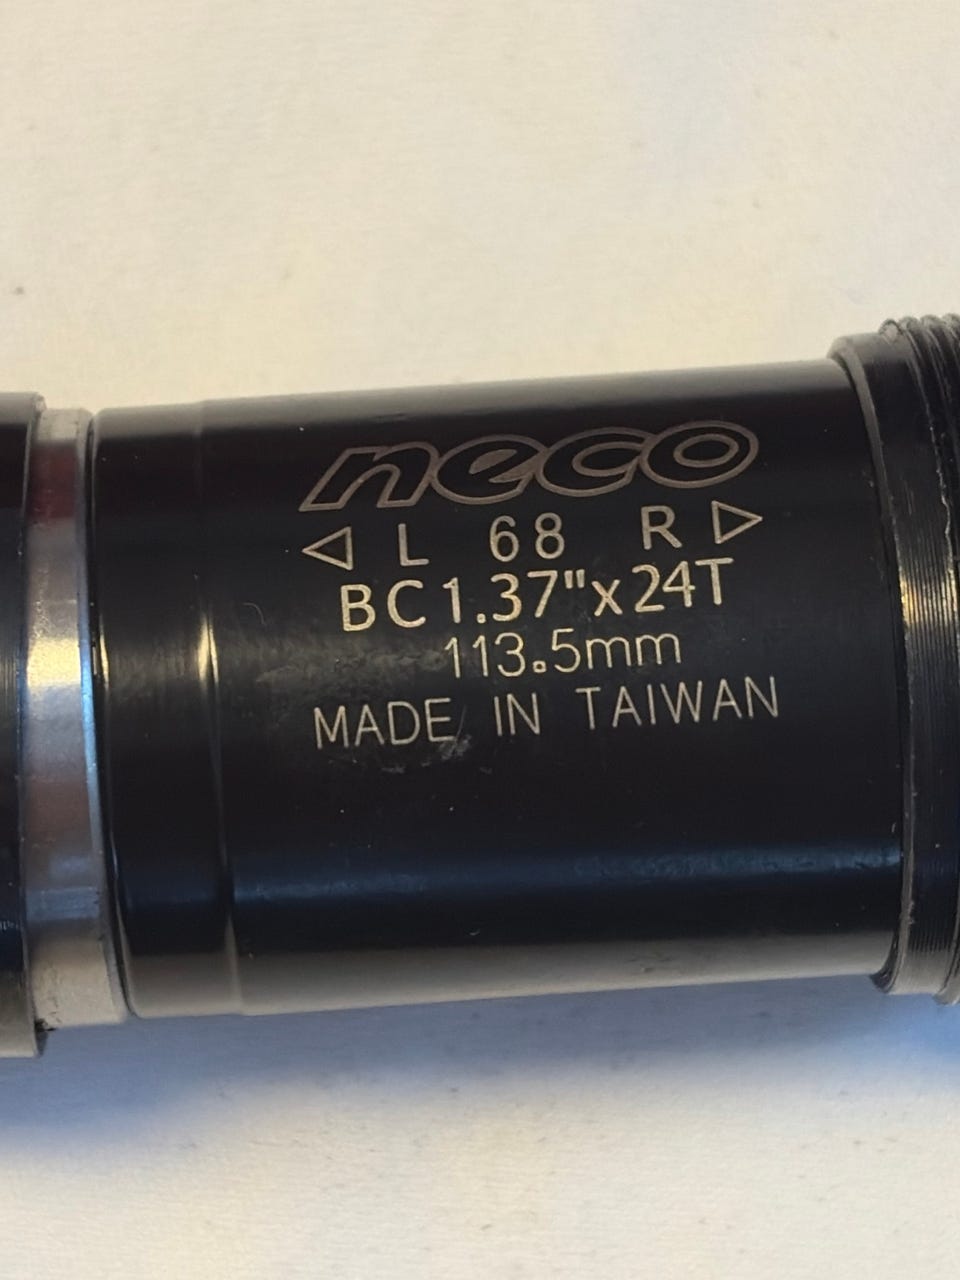 neco
◁ L 68 R ▷
BC1.37"x24T
113.5mm
MADE IN TAIWAN